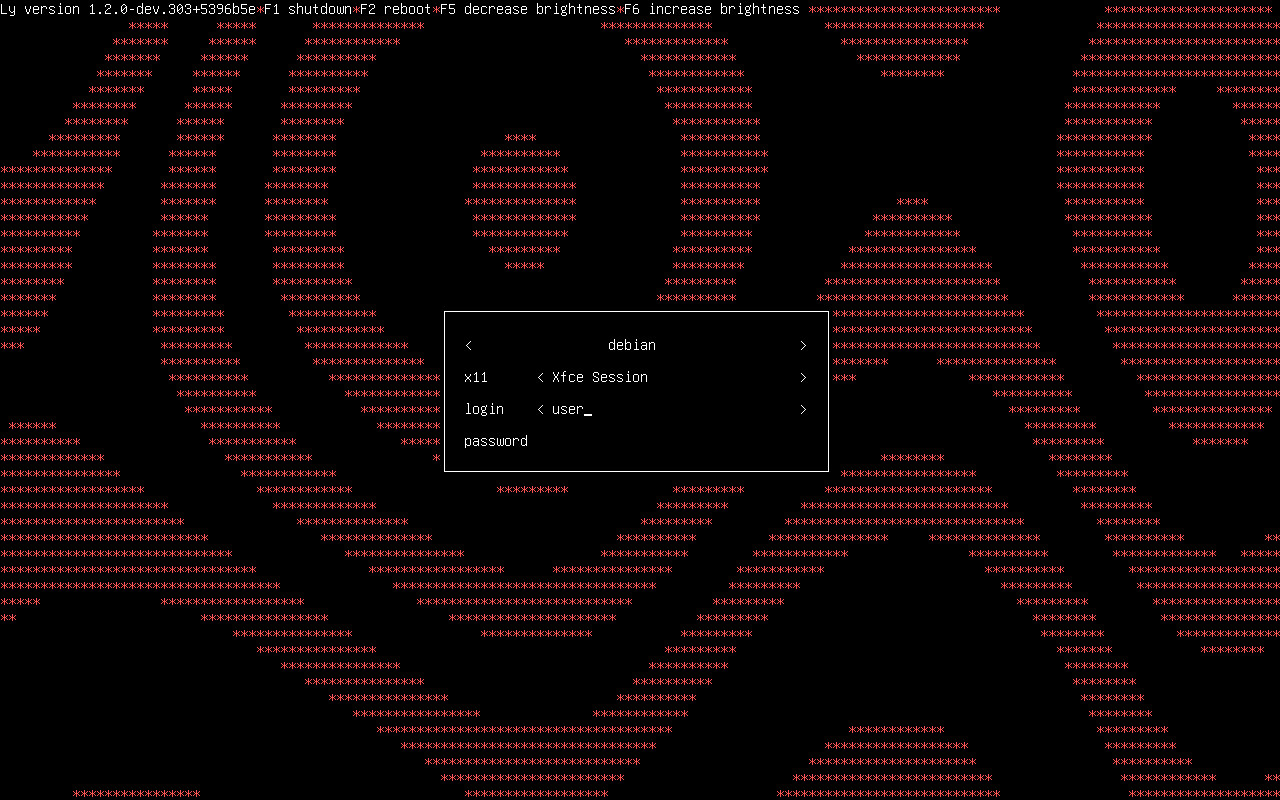 Ly version 1.2.0-dev.303+5396b5e*F1 shutdown*F2 reboot*F5 decrease brightness*F6 increase brightness
< debian >
x11 < Xfce Session >
login < user_ >
password